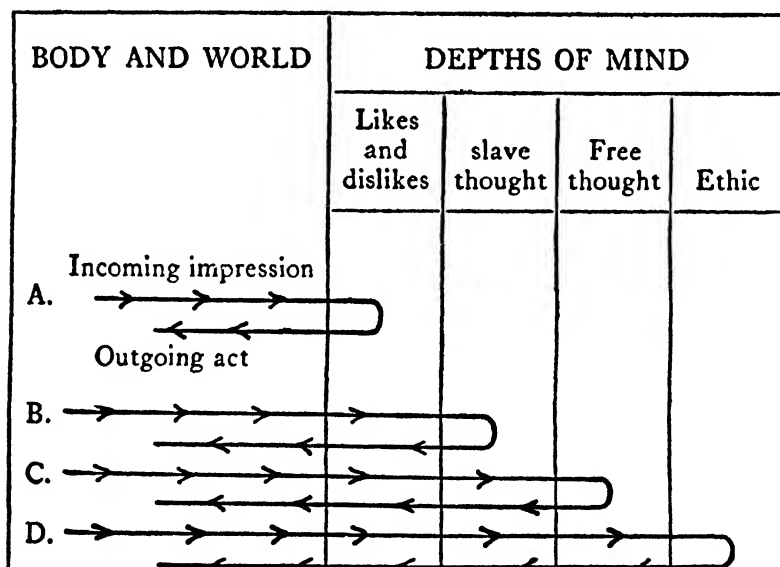 BODY AND WORLD
DEPTHS OF MIND
Likes
and
dislikes
slave
thought
Free
thought
Ethic
Incoming impression
A.
Outgoing act
B.
C.
D.